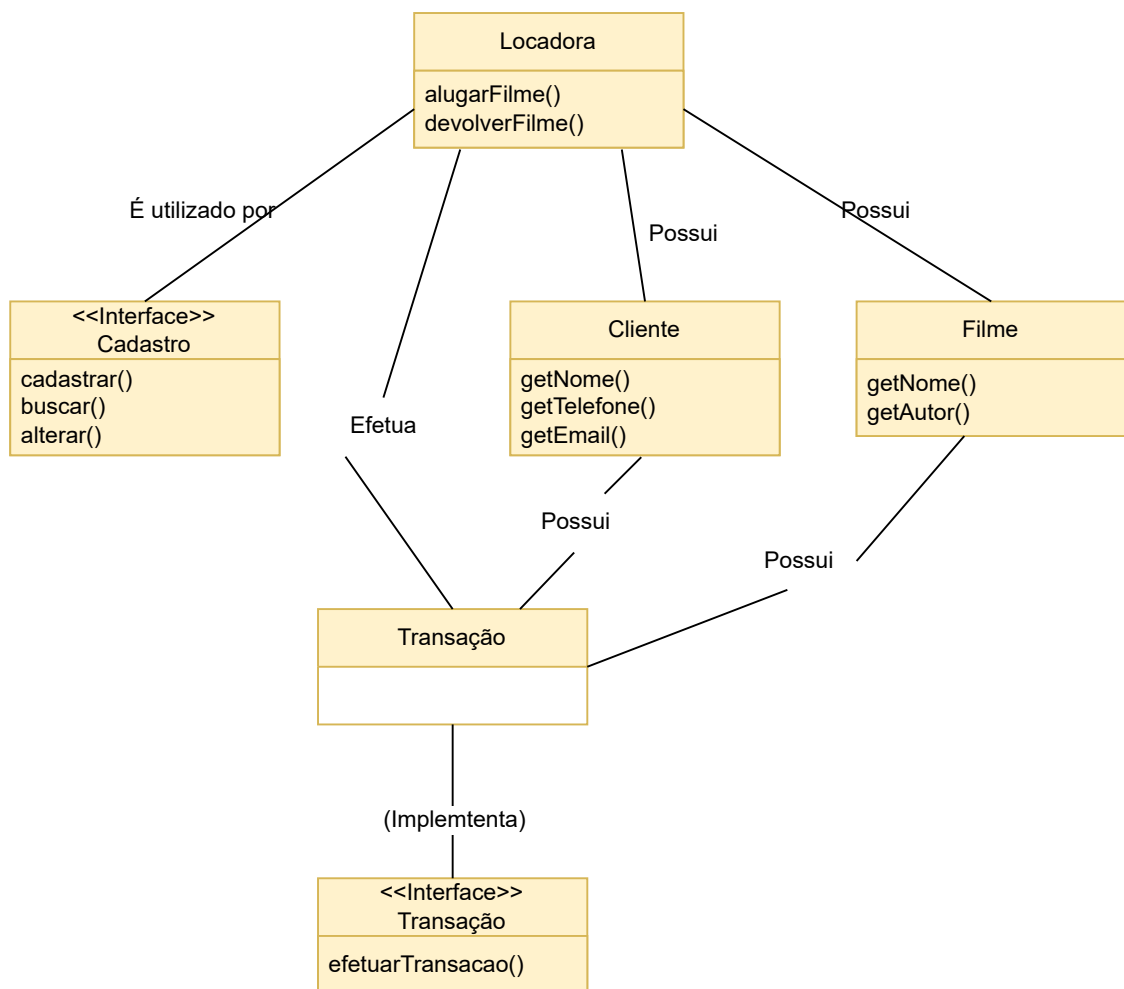 Locadora
alugarFilme()
devolverFilme()
É utilizado por
Possui
Possui
<<Interface>>
Cadastro
cadastrar()
buscar()
alterar()
Cliente
getNome()
getTelefone()
getEmail()
Filme
getNome()
getAutor()
Efetua
Possui
Possui
Transação
(Implemtenta)
<<Interface>>
Transação
efetuarTransacao()